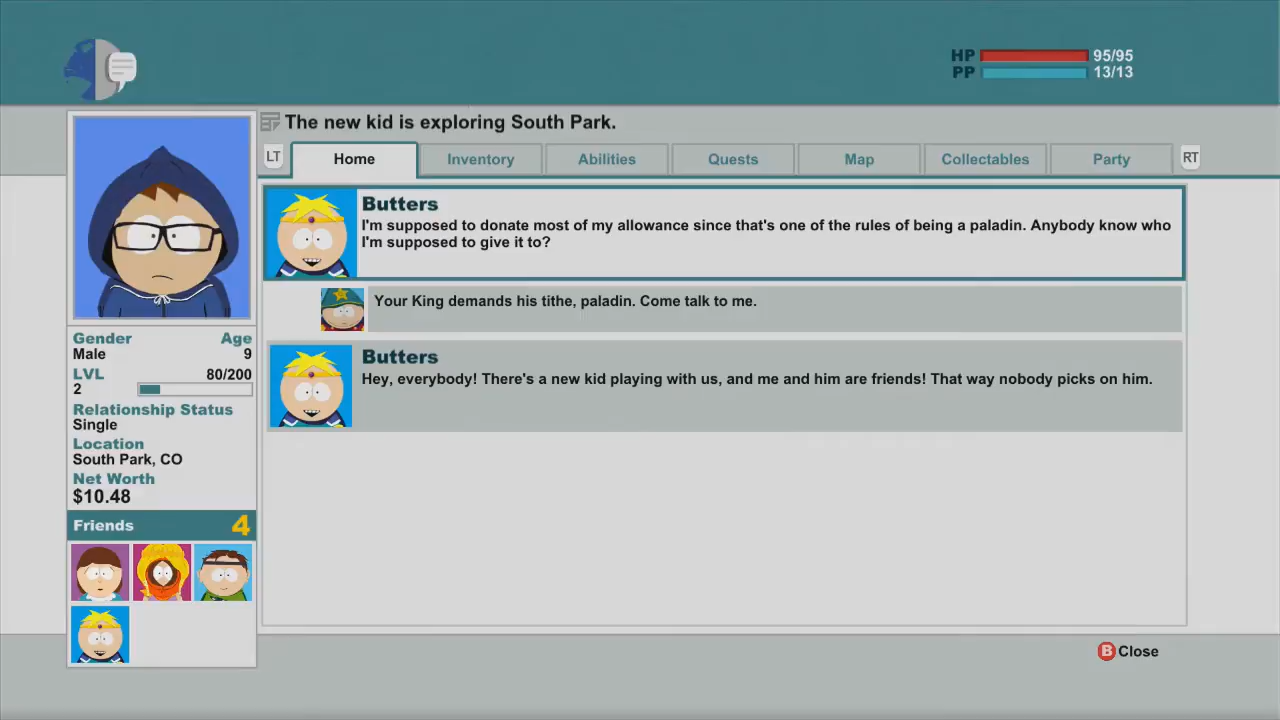 HP 95/95
PP 13/13
The new kid is exploring South Park.
LT Home Inventory Abilities Quests Map Collectables Party RT
Butters
I'm supposed to donate most of my allowance since that's one of the rules of being a paladin. Anybody know who
I'm supposed to give it to?
Your King demands his tithe, paladin. Come talk to me.
Butters
Hey, everybody! There's a new kid playing with us, and me and him are friends! That way nobody picks on him.
Gender Age
Male 9
LVL 80/200
2
Relationship Status
Single
Location
South Park, CO
Net Worth
$10.48
Friends 4
B Close